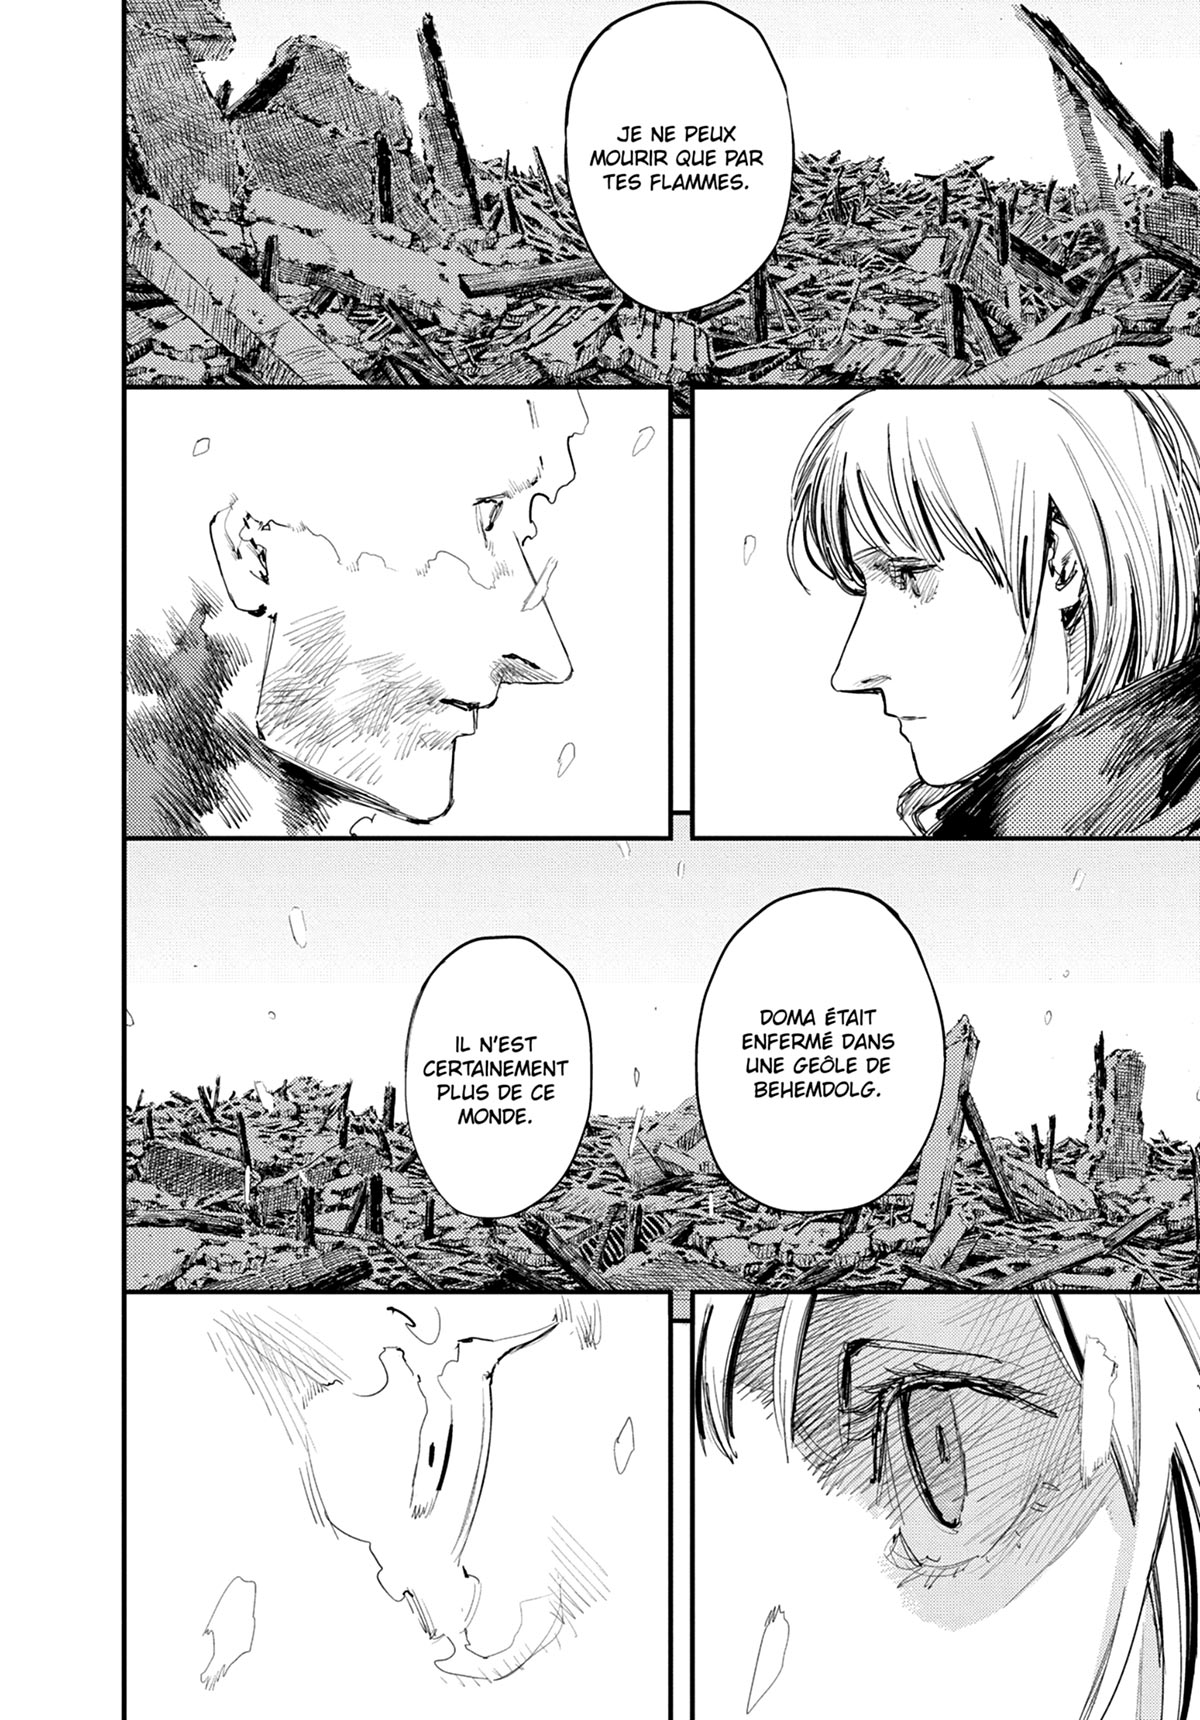 JE NE PEUX
MOURIR QUE PAR
TES FLAMMES.
DOMA ÉTAIT
ENFERMÉ DANS
UNE GEÔLE DE
BEHEMDOLG.
IL N'EST
CERTAINEMENT
PLUS DE CE
MONDE.